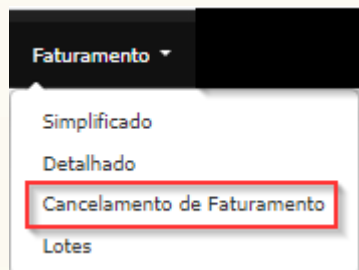 Faturamento
Simplificado
Detalhado
Cancelamento de Faturamento
Lotes